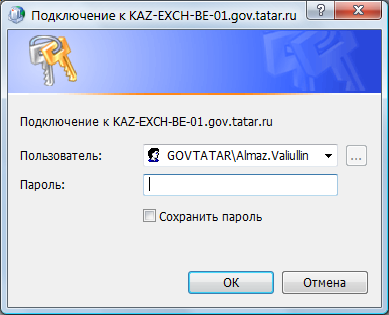 Подключение к KAZ-EXCH-BE-01.gov.tatar.ru
Подключение к KAZ-EXCH-BE-01.gov.tatar.ru
Пользователь: GOVTATAR\Almaz.Valiullin ...
Пароль:
Сохранить пароль
ОК Отмена